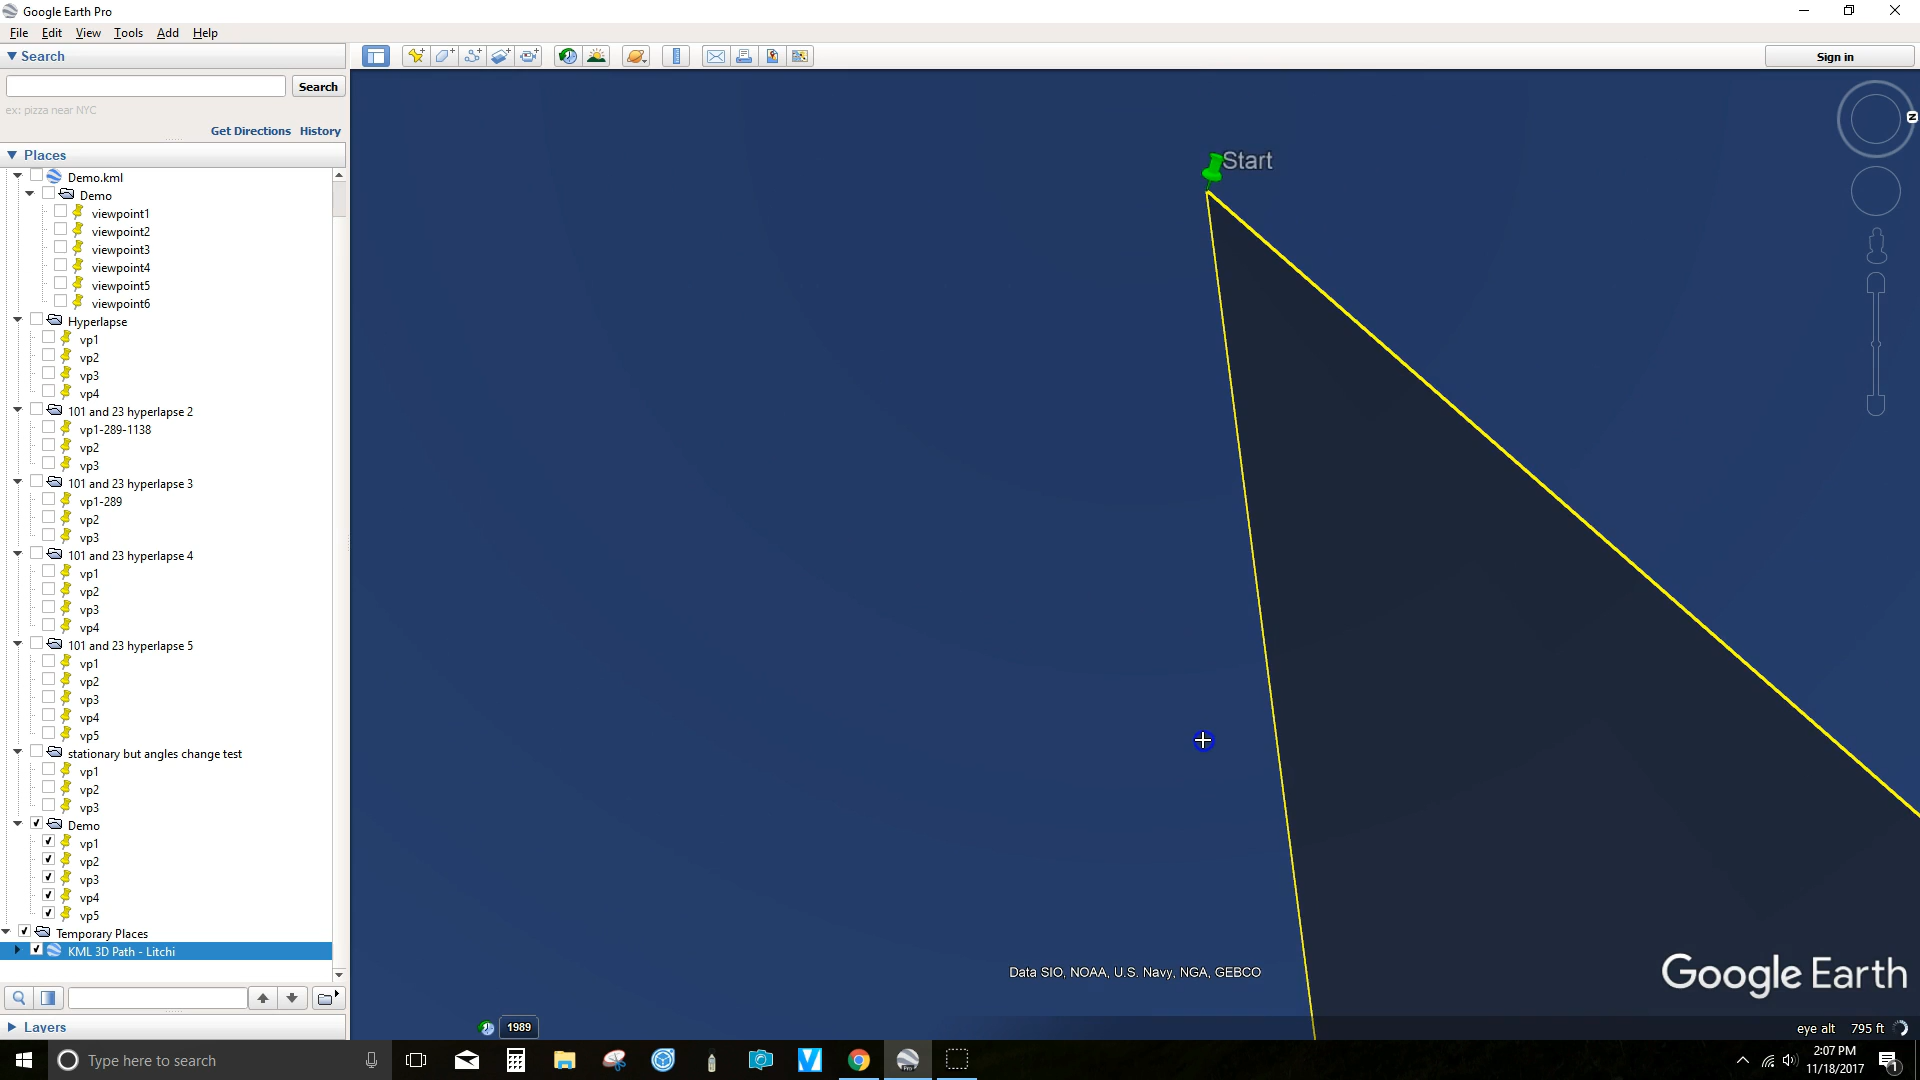 Google Earth Pro
File Edit View Tools Add Help
Search
Sign in
Search
ex: pizza near NYC
Get Directions History
Places
Demo.kml
Demo
viewpoint1
viewpoint2
viewpoint3
viewpoint4
viewpoint5
viewpoint6
Hyperlapse
vp1
vp2
vp3
vp4
101 and 23 hyperlapse 2
vp1-289-1138
vp2
vp3
101 and 23 hyperlapse 3
vp1-289
vp2
vp3
101 and 23 hyperlapse 4
vp1
vp2
vp3
vp4
101 and 23 hyperlapse 5
vp1
vp2
vp3
vp4
vp5
stationary but angles change test
vp1
vp2
vp3
Demo
vp1
vp2
vp3
vp4
vp5
Temporary Places
KML 3D Path - Litchi
Layers
Start
N
Data SIO, NOAA, U.S. Navy, NGA, GEBCO
Google Earth
1989
eye alt 795 ft
Type here to search
2:07 PM
11/18/2017
1